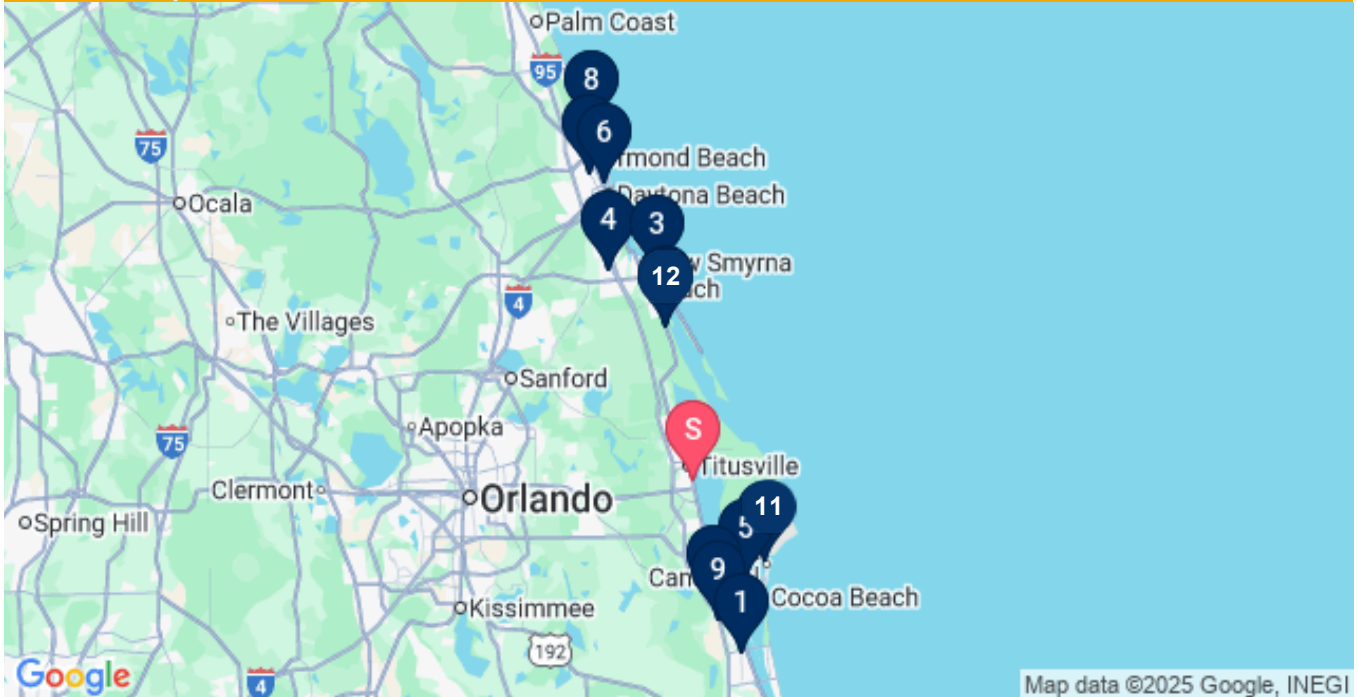 Palm Coast
95
8
75
6
rmond Beach
Ocala
Daytona Beach
4
3
w Smyrna
ach
12
4
The Villages
Sanford
Apopka
S
75
Titusville
Clermont
Orlando
11
Spring Hill
5
9
Can
1
Cocoa Beach
Kissimmee
192
Google
4
Map data ©2025 Google, INEGI